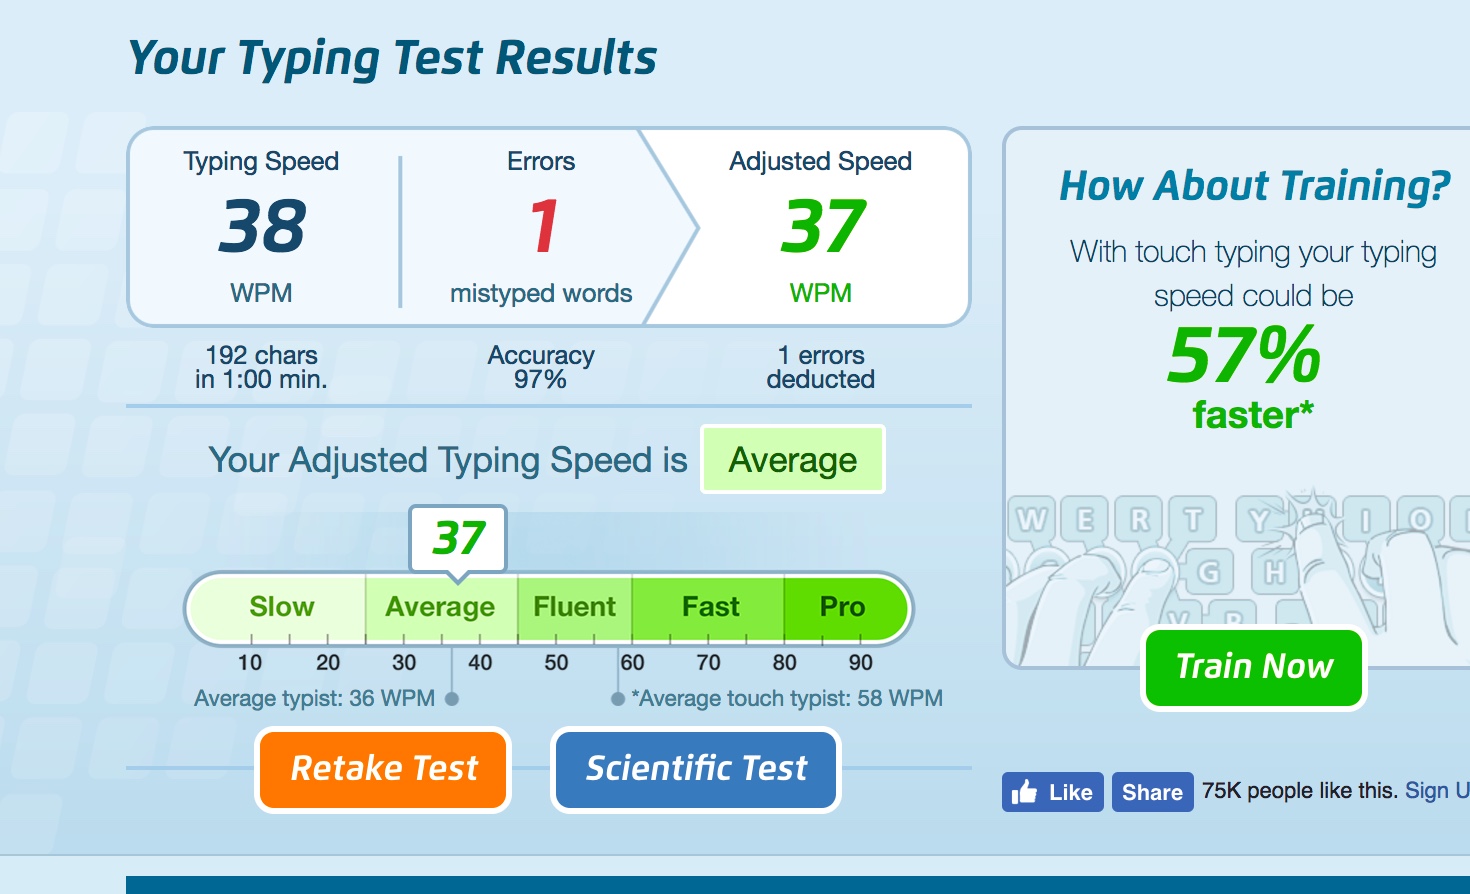 Your Typing Test Results
Typing Speed
38
WPM
192 chars
in 1:00 min.
Errors
1
mistyped words
Accuracy
97%
Adjusted Speed
37
WPM
1 errors
deducted
Your Adjusted Typing Speed is Average
37
Slow Average Fluent Fast Pro
10 20 30 40 50 60 70 80 90
Average typist: 36 WPM
*Average touch typist: 58 WPM
Retake Test
Scientific Test
How About Training?
With touch typing your typing
speed could be
57%
faster*
W E R T Y I O
G H
Train Now
Like Share 75K people like this. Sign U